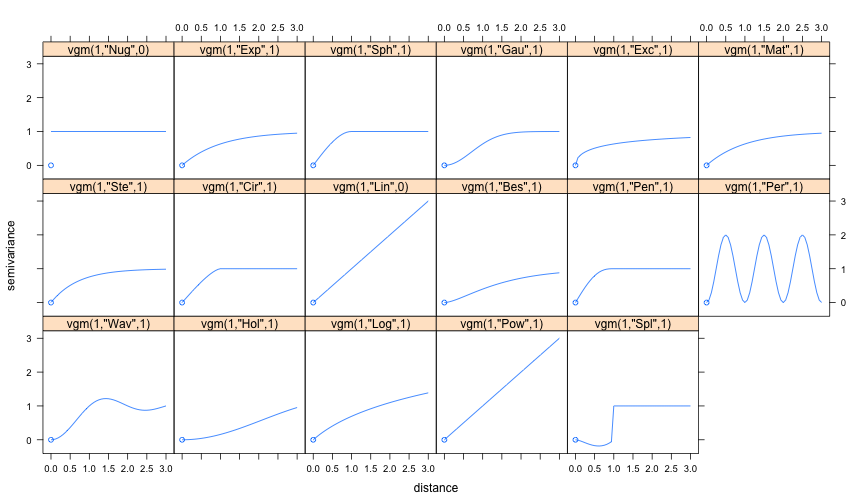 0.0 0.5 1.0 1.5 2.0 2.5 3.0 0.0 0.5 1.0 1.5 2.0 2.5 3.0 0.0 0.5 1.0 1.5 2.0 2.5 3.0
vgm(1,"Nug",0) vgm(1,"Exp",1) vgm(1,"Sph",1) vgm(1,"Gau",1) vgm(1,"Exc",1) vgm(1,"Mat",1)
3
2
1
0
vgm(1,"Ste",1) vgm(1,"Cir",1) vgm(1,"Lin",0) vgm(1,"Bes",1) vgm(1,"Pen",1) vgm(1,"Per",1)
3
2
1
0
semivariance
vgm(1,"Wav",1) vgm(1,"Hol",1) vgm(1,"Log",1) vgm(1,"Pow",1) vgm(1,"Spl",1)
3
2
1
0
0.0 0.5 1.0 1.5 2.0 2.5 3.0 0.0 0.5 1.0 1.5 2.0 2.5 3.0 0.0 0.5 1.0 1.5 2.0 2.5 3.0
distance